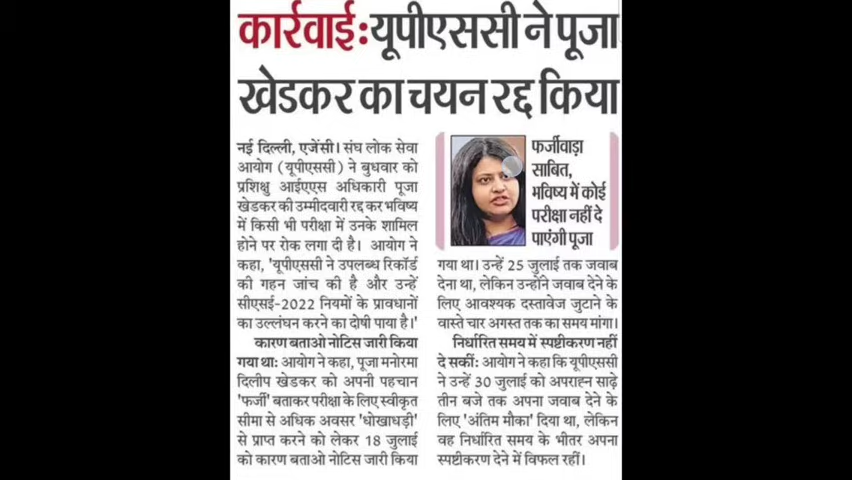 कार्रवाई:यूपीएससी ने पूजा
खेडकर का चयन रद्द किया
नई दिल्ली, एजेंसी। संघ लोक सेवा
आयोग (यूपीएससी) ने बुधवार को
प्रशिक्षु आईएएस अधिकारी पूजा
खेडकर की उम्मीदवारी रद्द कर भविष्य
में किसी भी परीक्षा में उनके शामिल
होने पर रोक लगा दी है। आयोग ने
कहा, 'यूपीएससी ने उपलब्ध रिकॉर्ड
की गहन जांच की है और उन्हें
सीएसई-2022 नियमों के प्रावधानों
का उल्लंघन करने का दोषी पाया है।'
कारण बताओ नोटिस जारी किया
गया था: आयोग ने कहा, पूजा मनोरमा
दिलीप खेडकर को अपनी पहचान
'फर्जी' बताकर परीक्षा के लिए स्वीकृत
सीमा से अधिक अवसर 'धोखाधड़ी'
से प्राप्त करने को लेकर 18 जुलाई
को कारण बताओ नोटिस जारी किया
फर्जीवाड़ा
साबित,
भविष्य में कोई
परीक्षा नहीं दे
पाएंगी पूजा
गया था। उन्हें 25 जुलाई तक जवाब
देना था, लेकिन उन्होंने जवाब देने के
लिए आवश्यक दस्तावेज जुटाने के
वास्ते चार अगस्त तक का समय मांगा।
निर्धारित समय में स्पष्टीकरण नहीं
दे सकीं: आयोग ने कहा कि यूपीएससी
ने उन्हें 30 जुलाई को अपराह्न साढ़े
तीन बजे तक अपना जवाब देने के
लिए 'अंतिम मौका' दिया था, लेकिन
वह निर्धारित समय के भीतर अपना
स्पष्टीकरण देने में विफल रहीं।